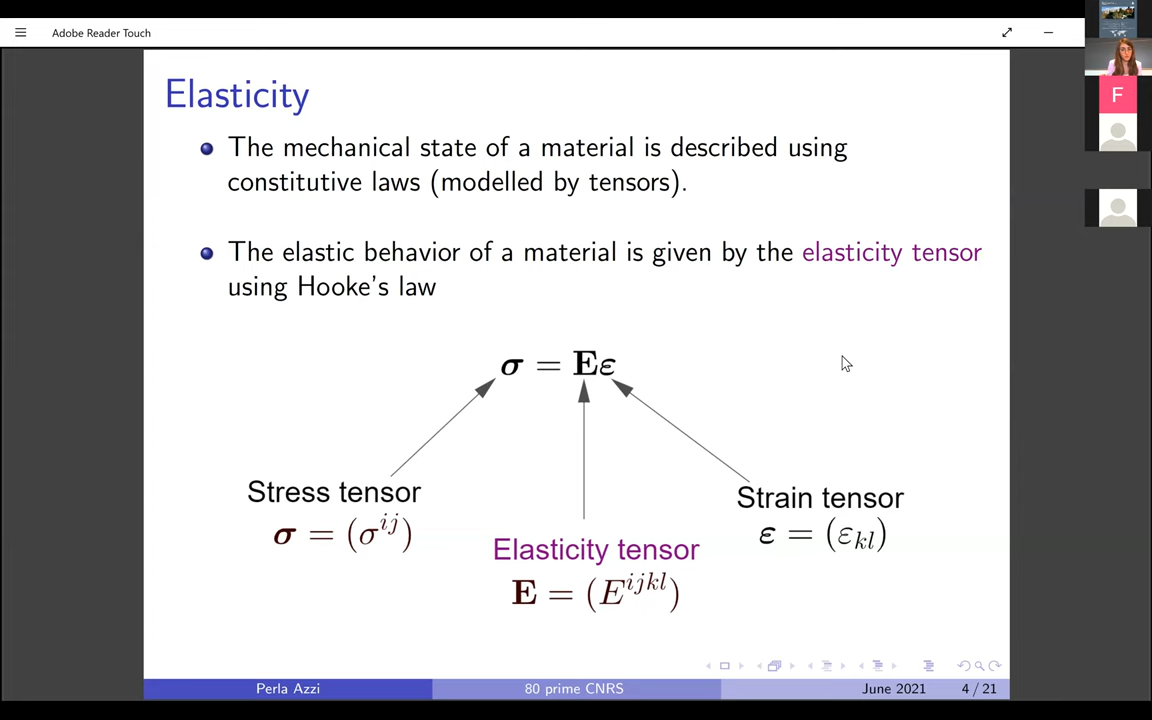 Adobe Reader Touch
Elasticity
The mechanical state of a material is described using
constitutive laws (modelled by tensors).
The elastic behavior of a material is given by the elasticity tensor
using Hooke's law
σ = Eε
Stress tensor
σ = (σ^{ij})
Strain tensor
ε = (ε_{kl})
Elasticity tensor
E = (E^{ijkl})
Perla Azzi
80 prime CNRS
June 2021
4 / 21
F